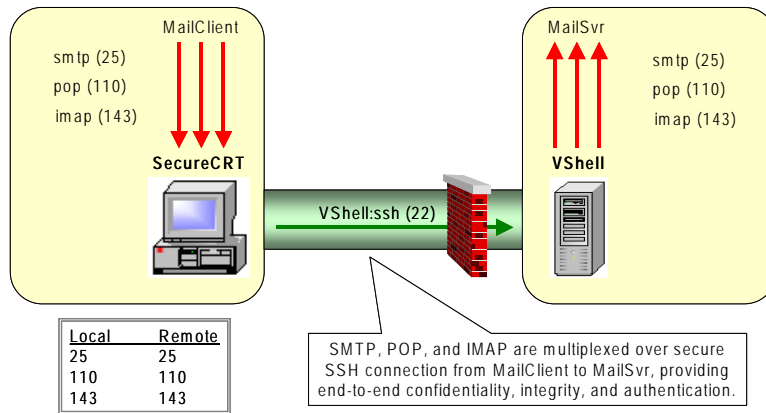 MailClient
smtp (25)
pop (110)
imap (143)
SecureCRT
MailSvr
smtp (25)
pop (110)
imap (143)
VShell
VShell:ssh (22)
Local Remote
25 25
110 110
143 143
SMTP, POP, and IMAP are multiplexed over secure
SSH connection from MailClient to MailSvr, providing
end-to-end confidentiality, integrity, and authentication.